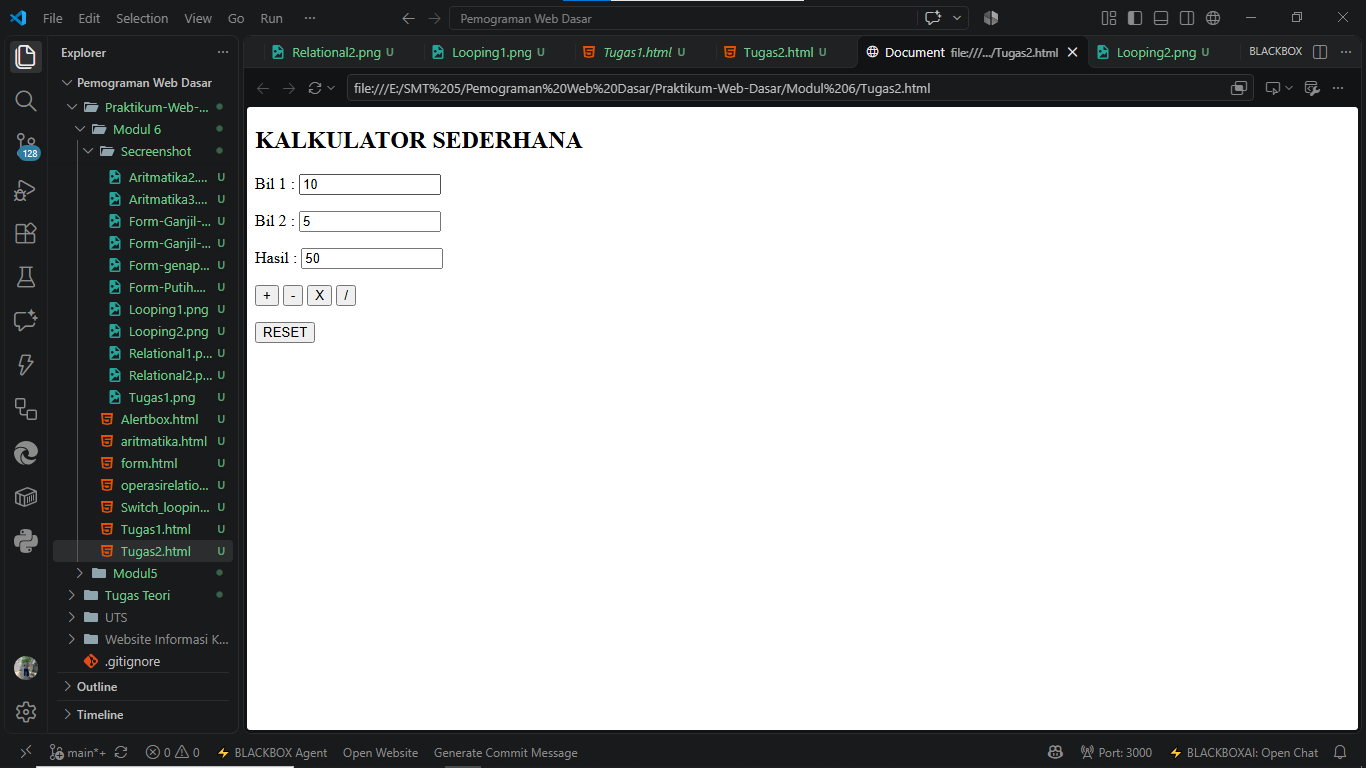 File Edit Selection View Go Run ··· Pemograman Web Dasar
Explorer ···
Relational2.png U Looping1.png U Tugas1.html U Tugas2.html U Document file:///.../Tugas2.html Looping2.png U BLACKBOX ···
file:///E:/SMT%205/Pemograman%20Web%20Dasar/Praktikum-Web-Dasar/Modul%206/Tugas2.html
Pemograman Web Dasar
Praktikum-Web-...
Modul 6
Secreenshot
Aritmatika2.... U
Aritmatika3.... U
Form-Ganjil-... U
Form-Ganjil-... U
Form-genap... U
Form-Putih.... U
Looping1.png U
Looping2.png U
Relational1.p... U
Relational2.p... U
Tugas1.png U
Alertbox.html U
aritmatika.html U
form.html U
operasirelatio... U
Switch_loopin... U
Tugas1.html U
Tugas2.html U
Modul5
Tugas Teori
UTS
Website Informasi K...
.gitignore
Outline
Timeline
128
KALKULATOR SEDERHANA
Bil 1 : 10
Bil 2 : 5
Hasil : 50
+ - X /
RESET
main*+ 0 0 BLACKBOX Agent Open Website Generate Commit Message Port: 3000 BLACKBOXAI: Open Chat